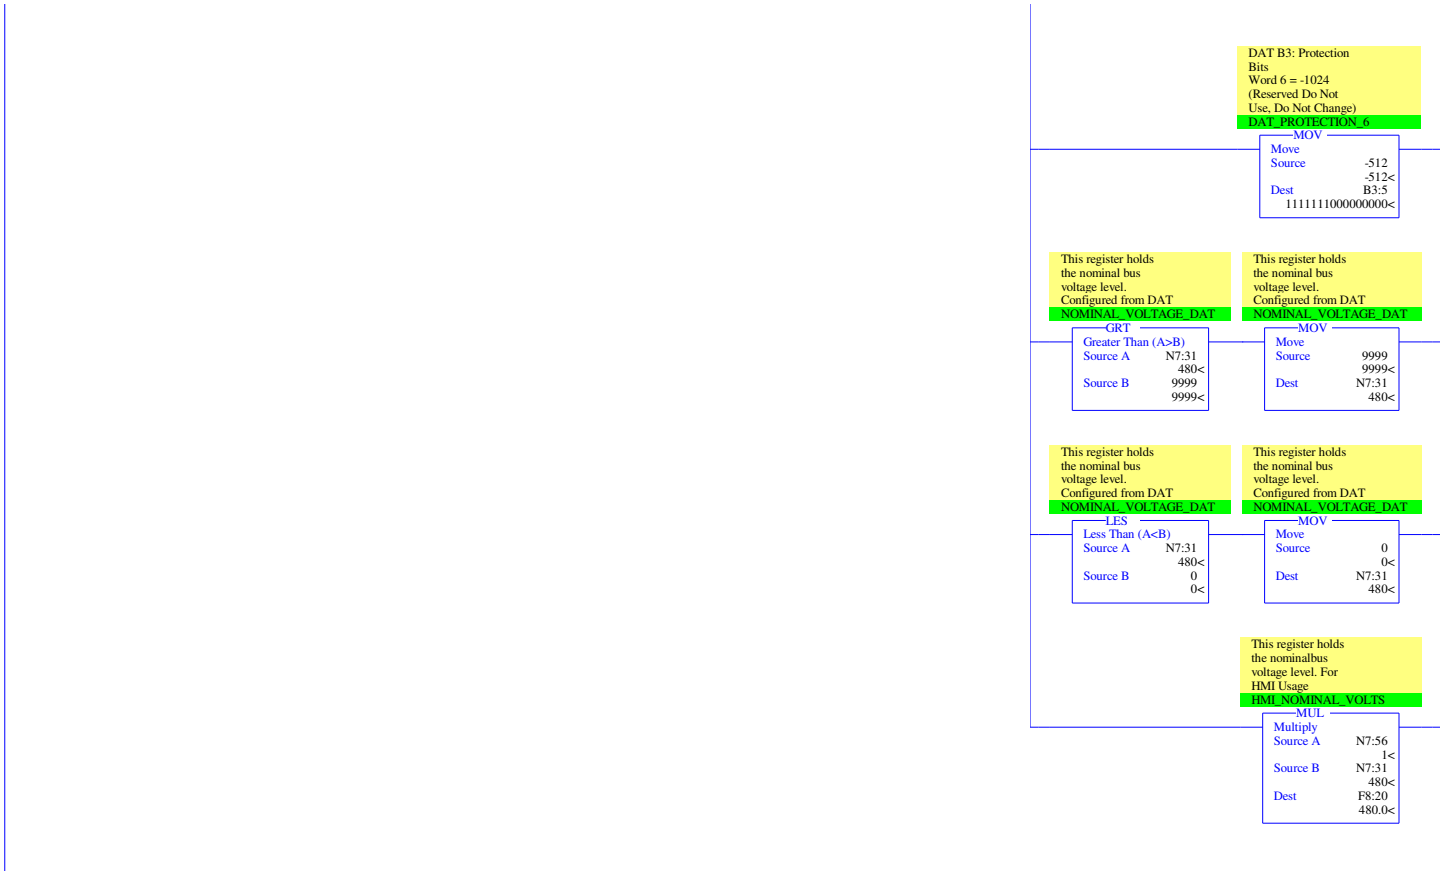 DAT B3: Protection
Bits
Word 6 = -1024
(Reserved Do Not
Use, Do Not Change)
DAT_PROTECTION_6
MOV
Move
Source -512
-512<
Dest B3:5
1111111000000000<
This register holds
the nominal bus
voltage level.
Configured from DAT
NOMINAL_VOLTAGE_DAT
GRT
Greater Than (A>B)
Source A N7:31
480<
Source B 9999
9999<
This register holds
the nominal bus
voltage level.
Configured from DAT
NOMINAL_VOLTAGE_DAT
MOV
Move
Source 9999
9999<
Dest N7:31
480<
This register holds
the nominal bus
voltage level.
Configured from DAT
NOMINAL_VOLTAGE_DAT
LES
Less Than (A<B)
Source A N7:31
480<
Source B 0
0<
This register holds
the nominal bus
voltage level.
Configured from DAT
NOMINAL_VOLTAGE_DAT
MOV
Move
Source 0
0<
Dest N7:31
480<
This register holds
the nominalbus
voltage level. For
HMI Usage
HMI_NOMINAL_VOLTS
MUL
Multiply
Source A N7:56
1<
Source B N7:31
480<
Dest F8:20
480.0<